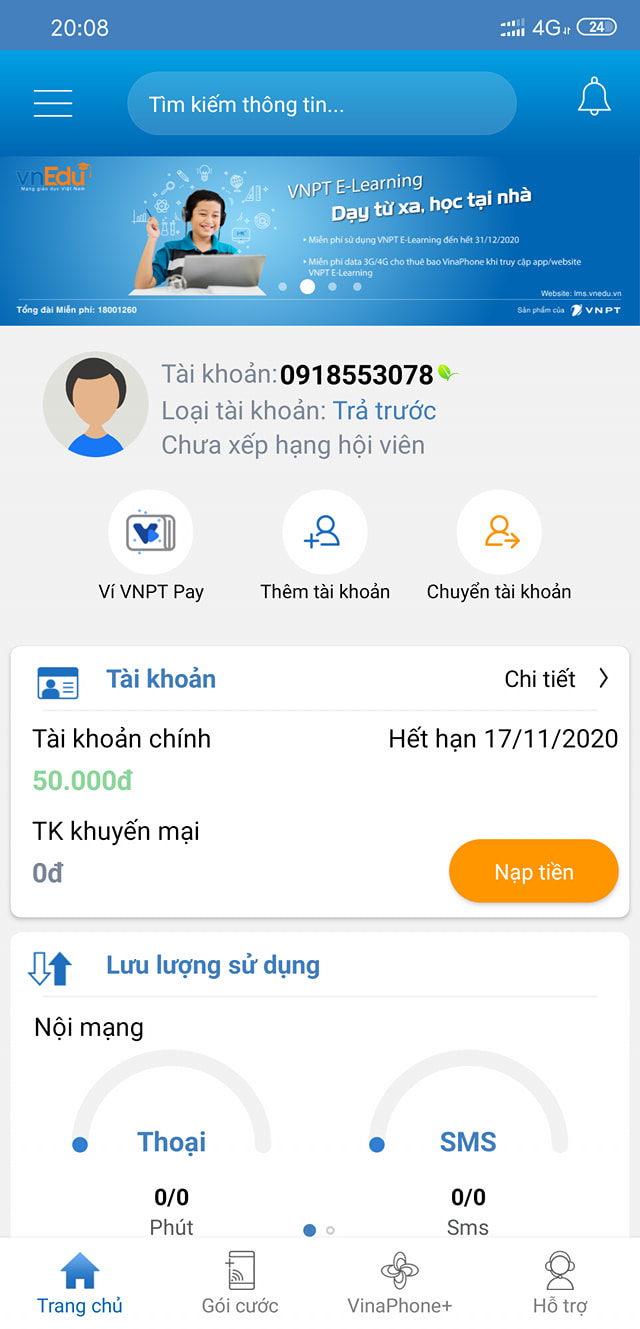 20:08
4G
24
Tìm kiếm thông tin...
vnEdu
Mạng giáo dục Việt Nam
VNPT E-Learning
Dạy từ xa, học tại nhà
• Miễn phí sử dụng VNPT E-Learning đến hết 31/12/2020
• Miễn phí data 3G/4G cho thuê bao VinaPhone khi truy cập app/website
VNPT E-Learning
Website: lms.vnedu.vn
Tổng đài Miễn phí: 18001260
Sản phẩm của VNPT
Tài khoản:0918553078
Loại tài khoản: Trả trước
Chưa xếp hạng hội viên
Ví VNPT Pay
Thêm tài khoản
Chuyển tài khoản
Tài khoản
Chi tiết
Tài khoản chính
Hết hạn 17/11/2020
50.000đ
TK khuyến mại
0đ
Nạp tiền
Lưu lượng sử dụng
Nội mạng
Thoại
SMS
0/0
0/0
Phút
Sms
Trang chủ
Gói cước
VinaPhone+
Hỗ trợ